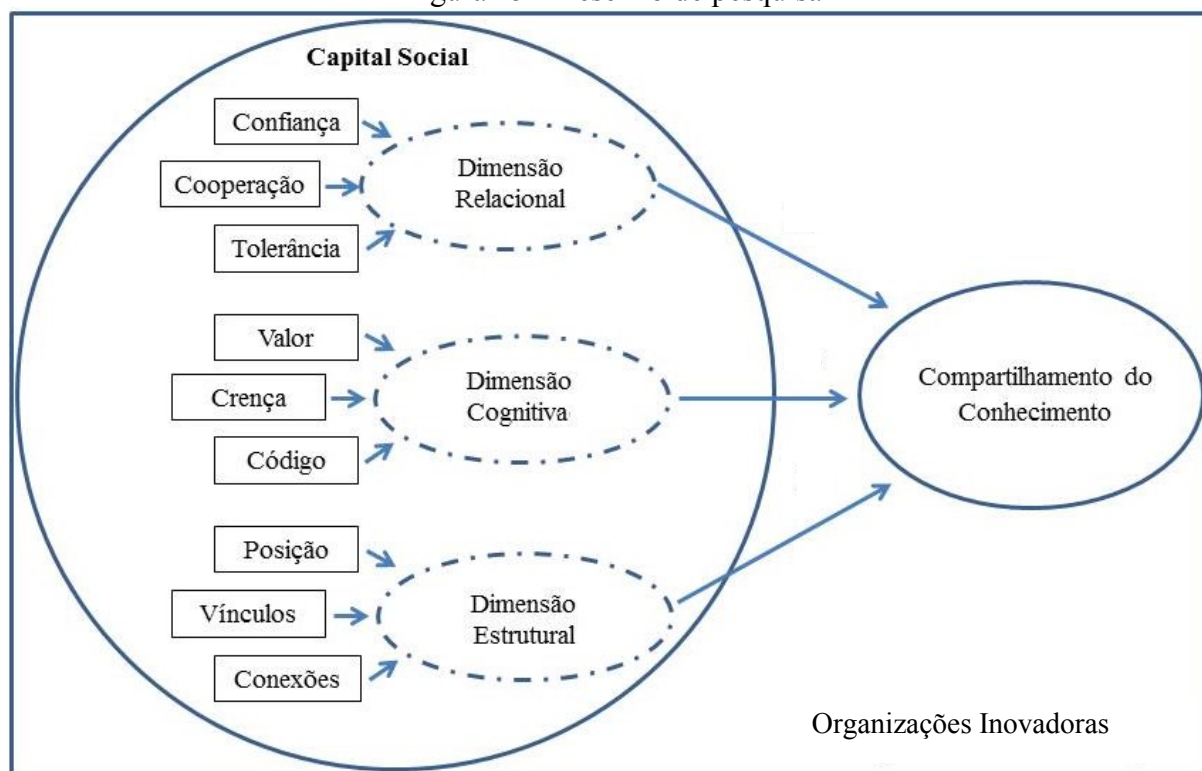 Capital Social
Confiança
Cooperação
Tolerância
Dimensão
Relacional
Valor
Crença
Código
Dimensão
Cognitiva
Posição
Vínculos
Conexões
Dimensão
Estrutural
Compartilhamento do
Conhecimento
Organizações Inovadoras